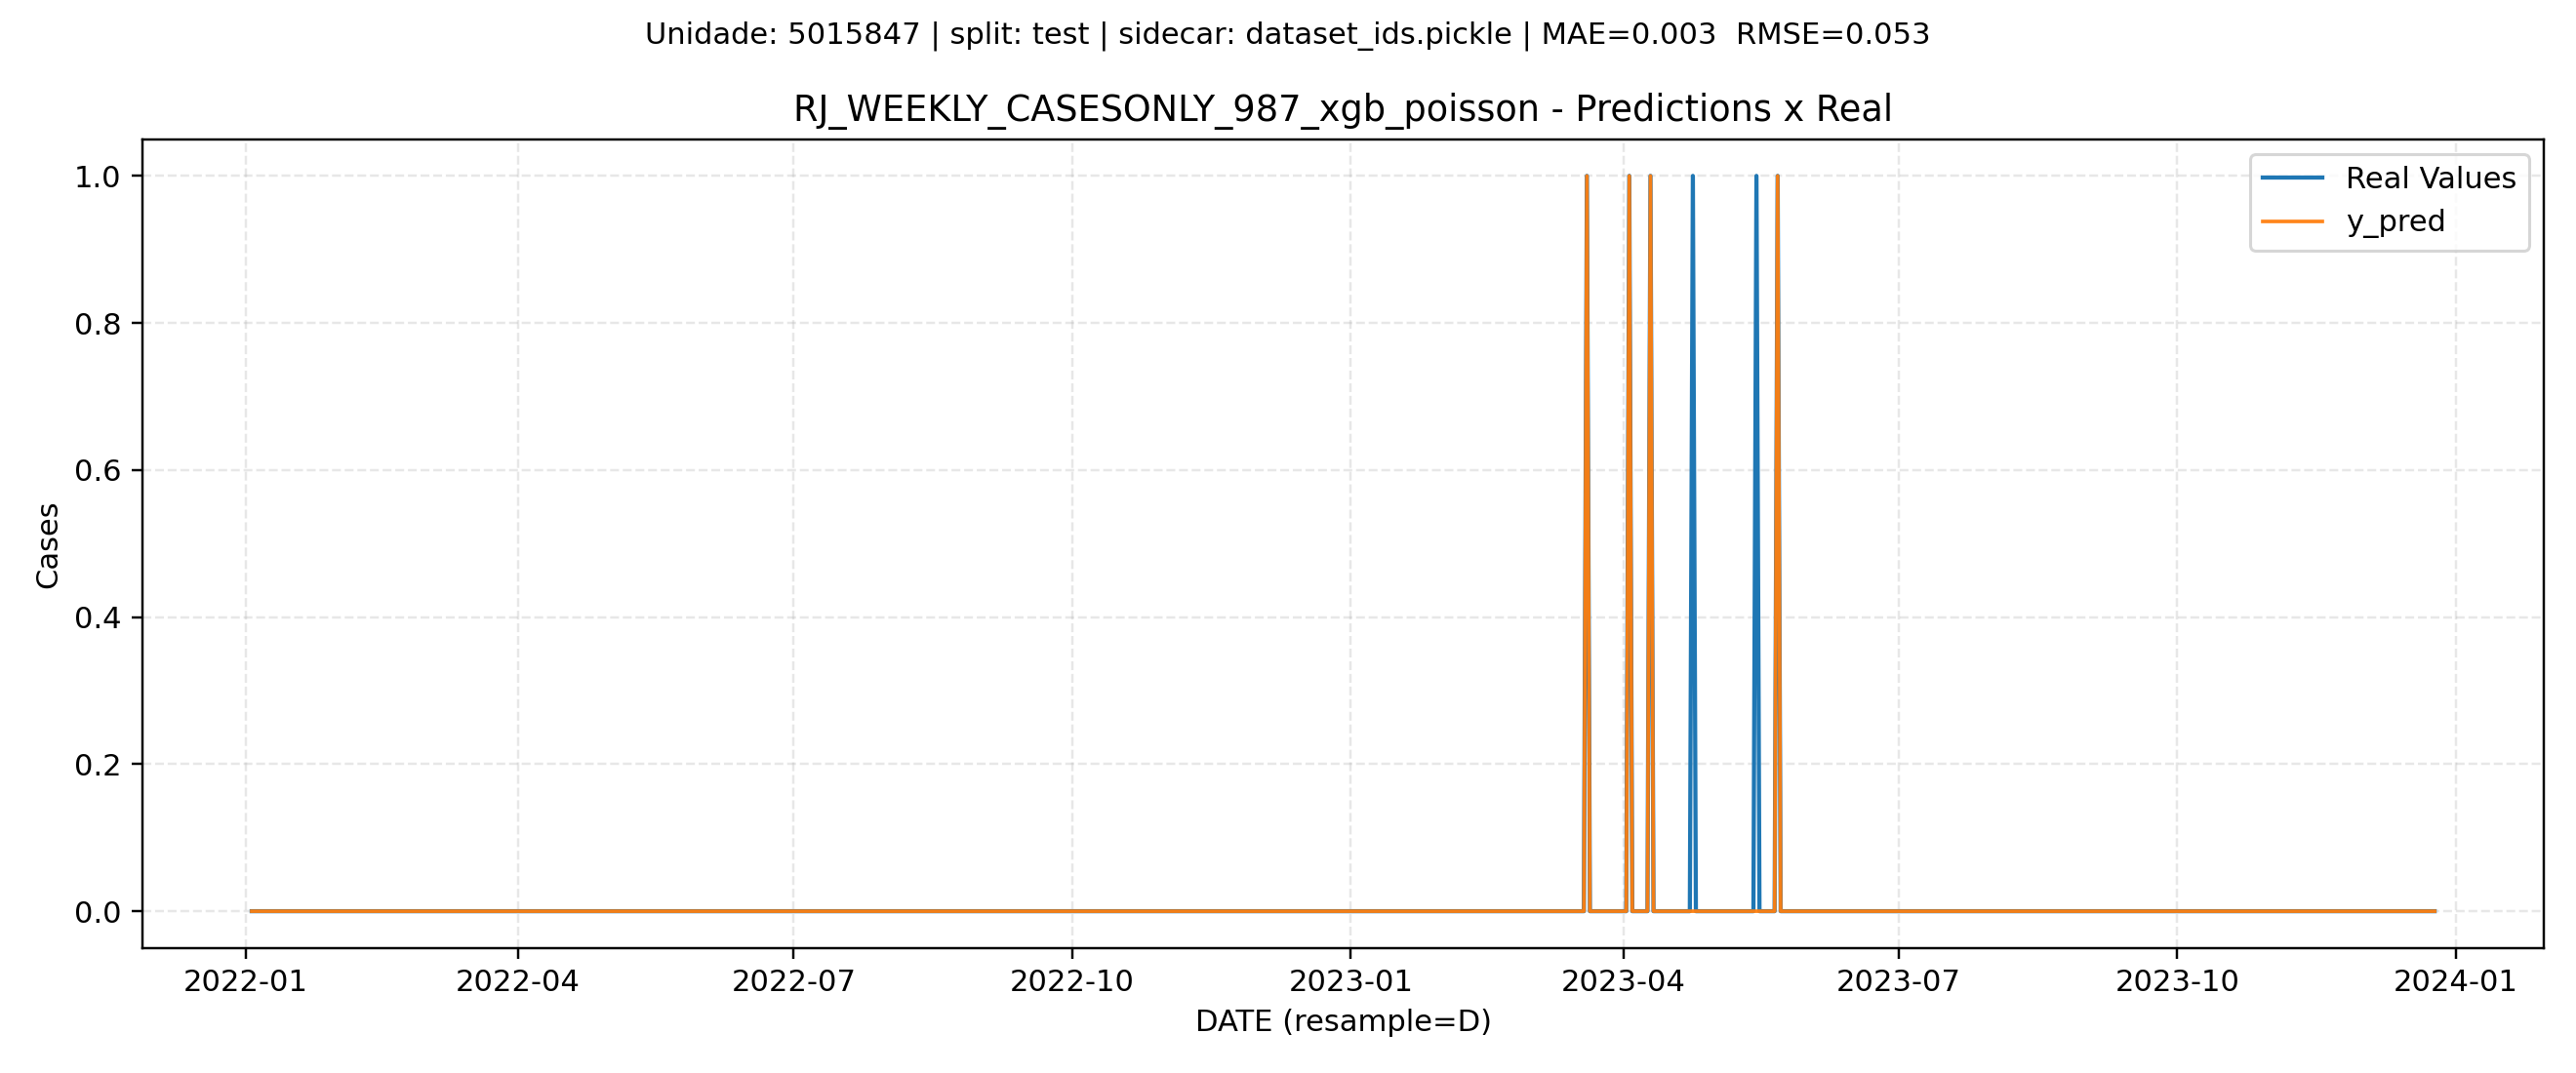 Unidade: 5015847 | split: test | sidecar: dataset_ids.pickle | MAE=0.003  RMSE=0.053
RJ_WEEKLY_CASESONLY_987_xgb_poisson - Predictions x Real
Real Values
y_pred
1.0
0.8
0.6
0.4
0.2
0.0
Cases
2022-01
2022-04
2022-07
2022-10
2023-01
2023-04
2023-07
2023-10
2024-01
DATE (resample=D)